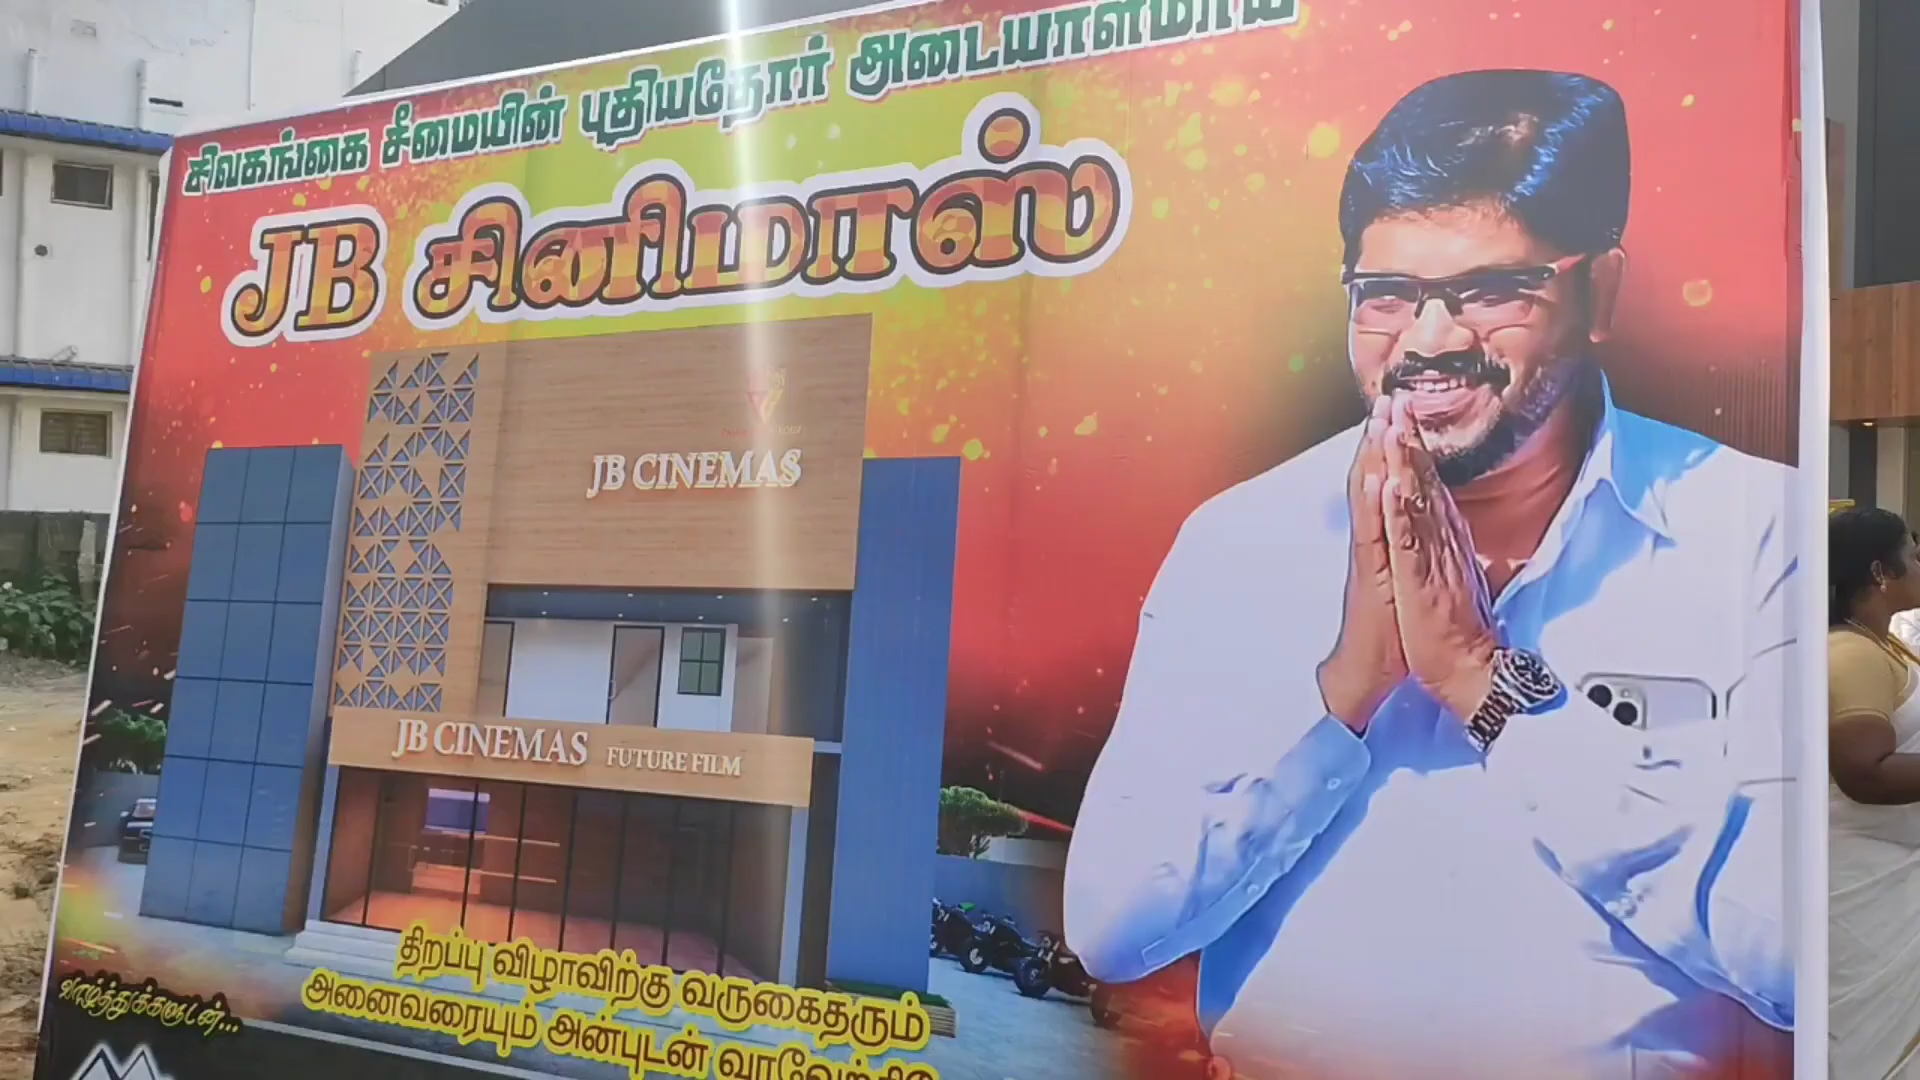 சிவகங்கை சீமையின் புதியதோர் அடையாளமாய்
JB சினிமாஸ்
JB CINEMAS
JB CINEMAS FUTURE FILM
திறப்பு விழாவிற்கு வருகைதரும்
அனைவரையும் அன்புடன்
வாழ்த்துக்களுடன்...